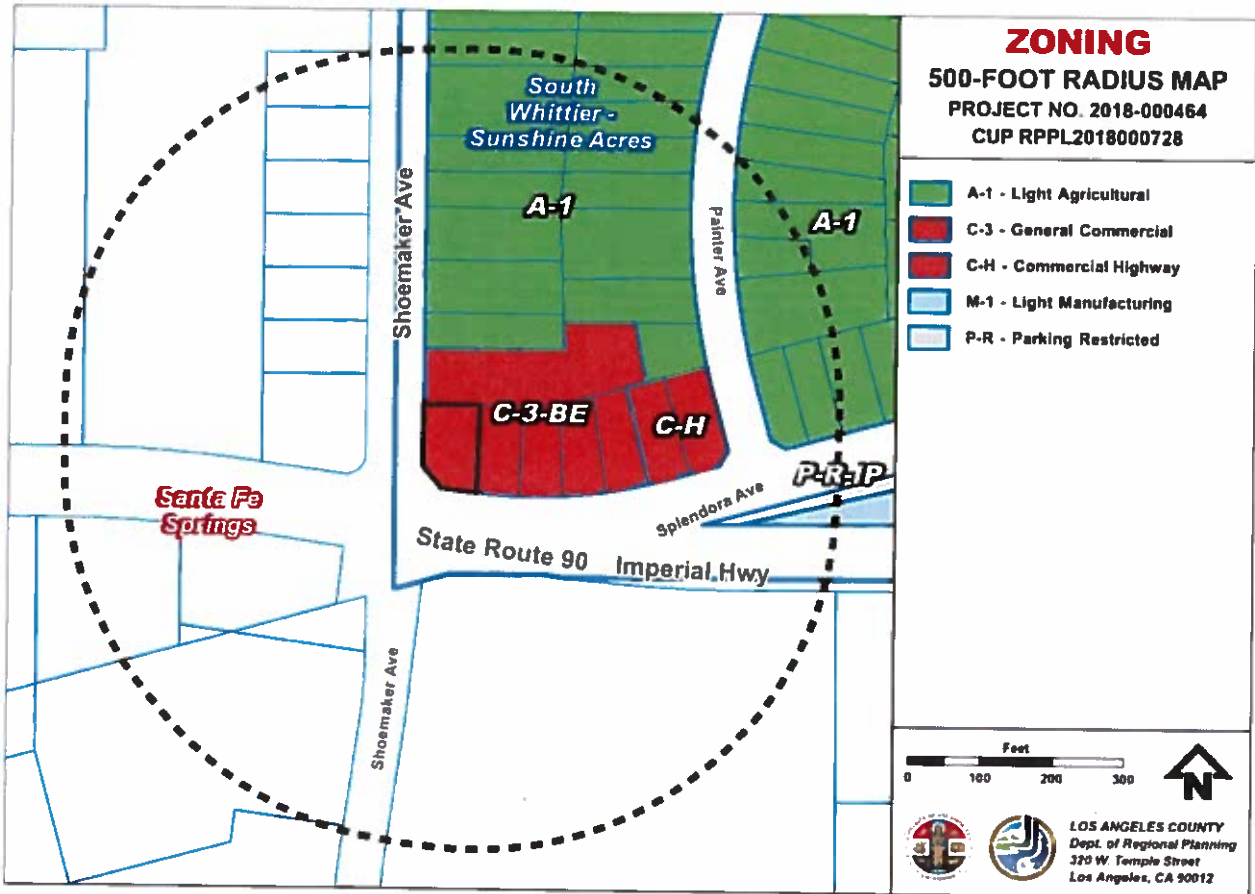 ZONING
500-FOOT RADIUS MAP
PROJECT NO. 2018-000464
CUP RPPL2018000728
A-1 - Light Agricultural
C-3 - General Commercial
C-H - Commercial Highway
M-1 - Light Manufacturing
P-R - Parking Restricted
South
Whittier -
Sunshine Acres
A-1
A-1
Shoemaker Ave
Painter Ave
C-3-BE
C-H
P-R-IP
Santa Fe
Springs
Splendora Ave
State Route 90
Imperial Hwy
Shoemaker Ave
Feet
0 100 200 300
N
LOS ANGELES COUNTY
Dept. of Regional Planning
320 W. Temple Street
Los Angeles, CA 90012